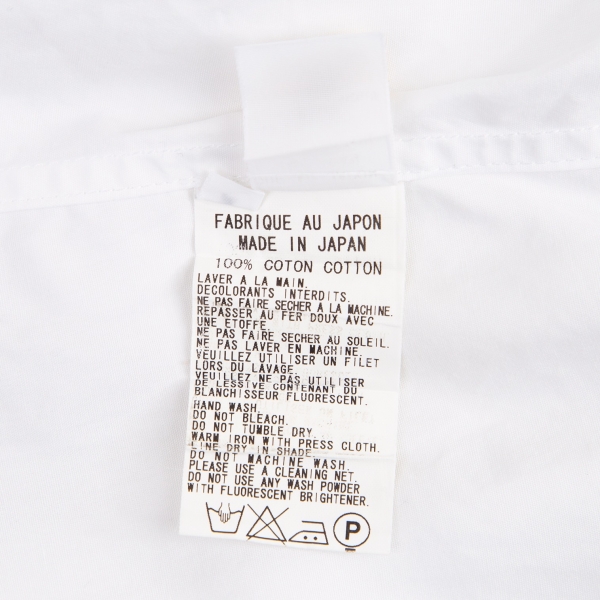 FABRIQUE AU JAPON
MADE IN JAPAN
100% COTON COTTON
LAVER A LA MAIN.
DECOLORANTS INTERDITS.
NE PAS FAIRE SECHER A LA MACHINE.
REPASSER AU FER DOUX AVEC
UNE ETOFFE.
NE PAS FAIRE SECHER AU SOLEIL.
NE PAS LAVER EN MACHINE.
VEUILLEZ UTILISER UN FILET
LORS DU LAVAGE.
VEUILLEZ NE PAS UTILISER
DE LESSIVE CONTENANT DU
BLANCHISSEUR FLUORESCENT.
HAND WASH.
DO NOT BLEACH.
DO NOT TUMBLE DRY.
WARM IRON WITH PRESS CLOTH.
LINE DRY IN SHADE.
DO NOT MACHINE WASH.
PLEASE USE A CLEANING NET.
DO NOT USE ANY WASH POWDER
WITH FLUORESCENT BRIGHTENER.
P